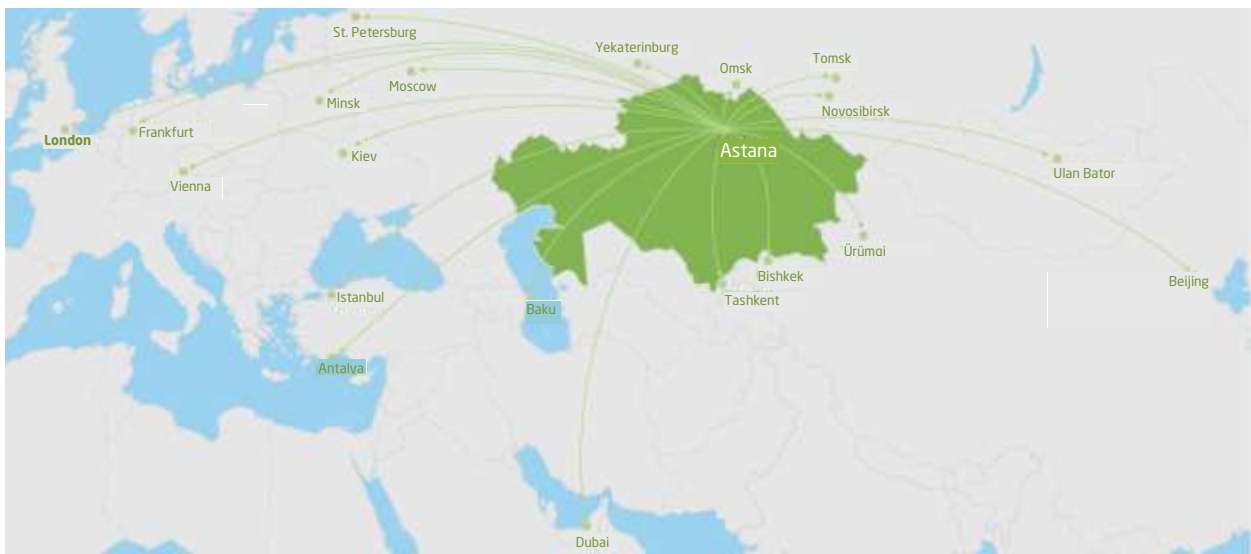 St. Petersburg
Yekaterinburg
Tomsk
Omsk
Moscow
Minsk
Novosibirsk
Frankfurt
London
Astana
Kiev
Ulan Bator
Vienna
Ürümqi
Bishkek
Beijing
Istanbul
Tashkent
Baku
Antalya
Dubai